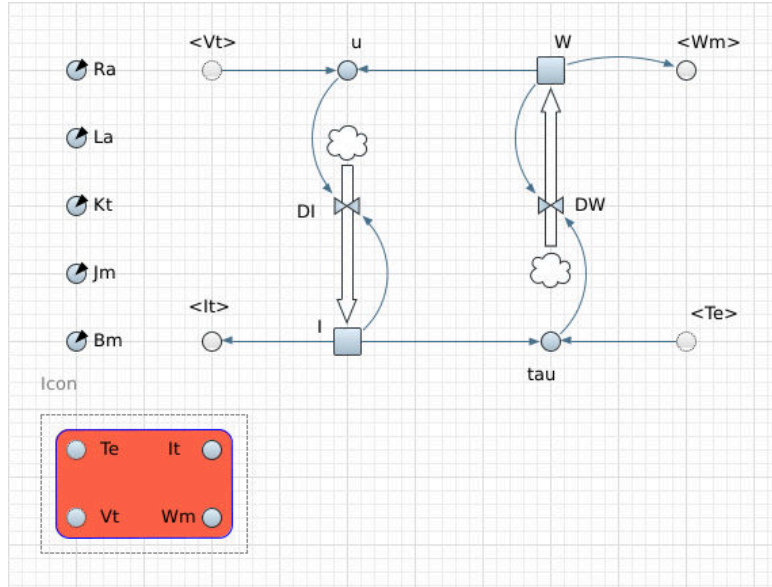 <Vt>
u
W
<Wm>
Ra
La
Kt
DI
DW
Jm
<It>
I
<Te>
Bm
tau
Icon
Te
It
Vt
Wm